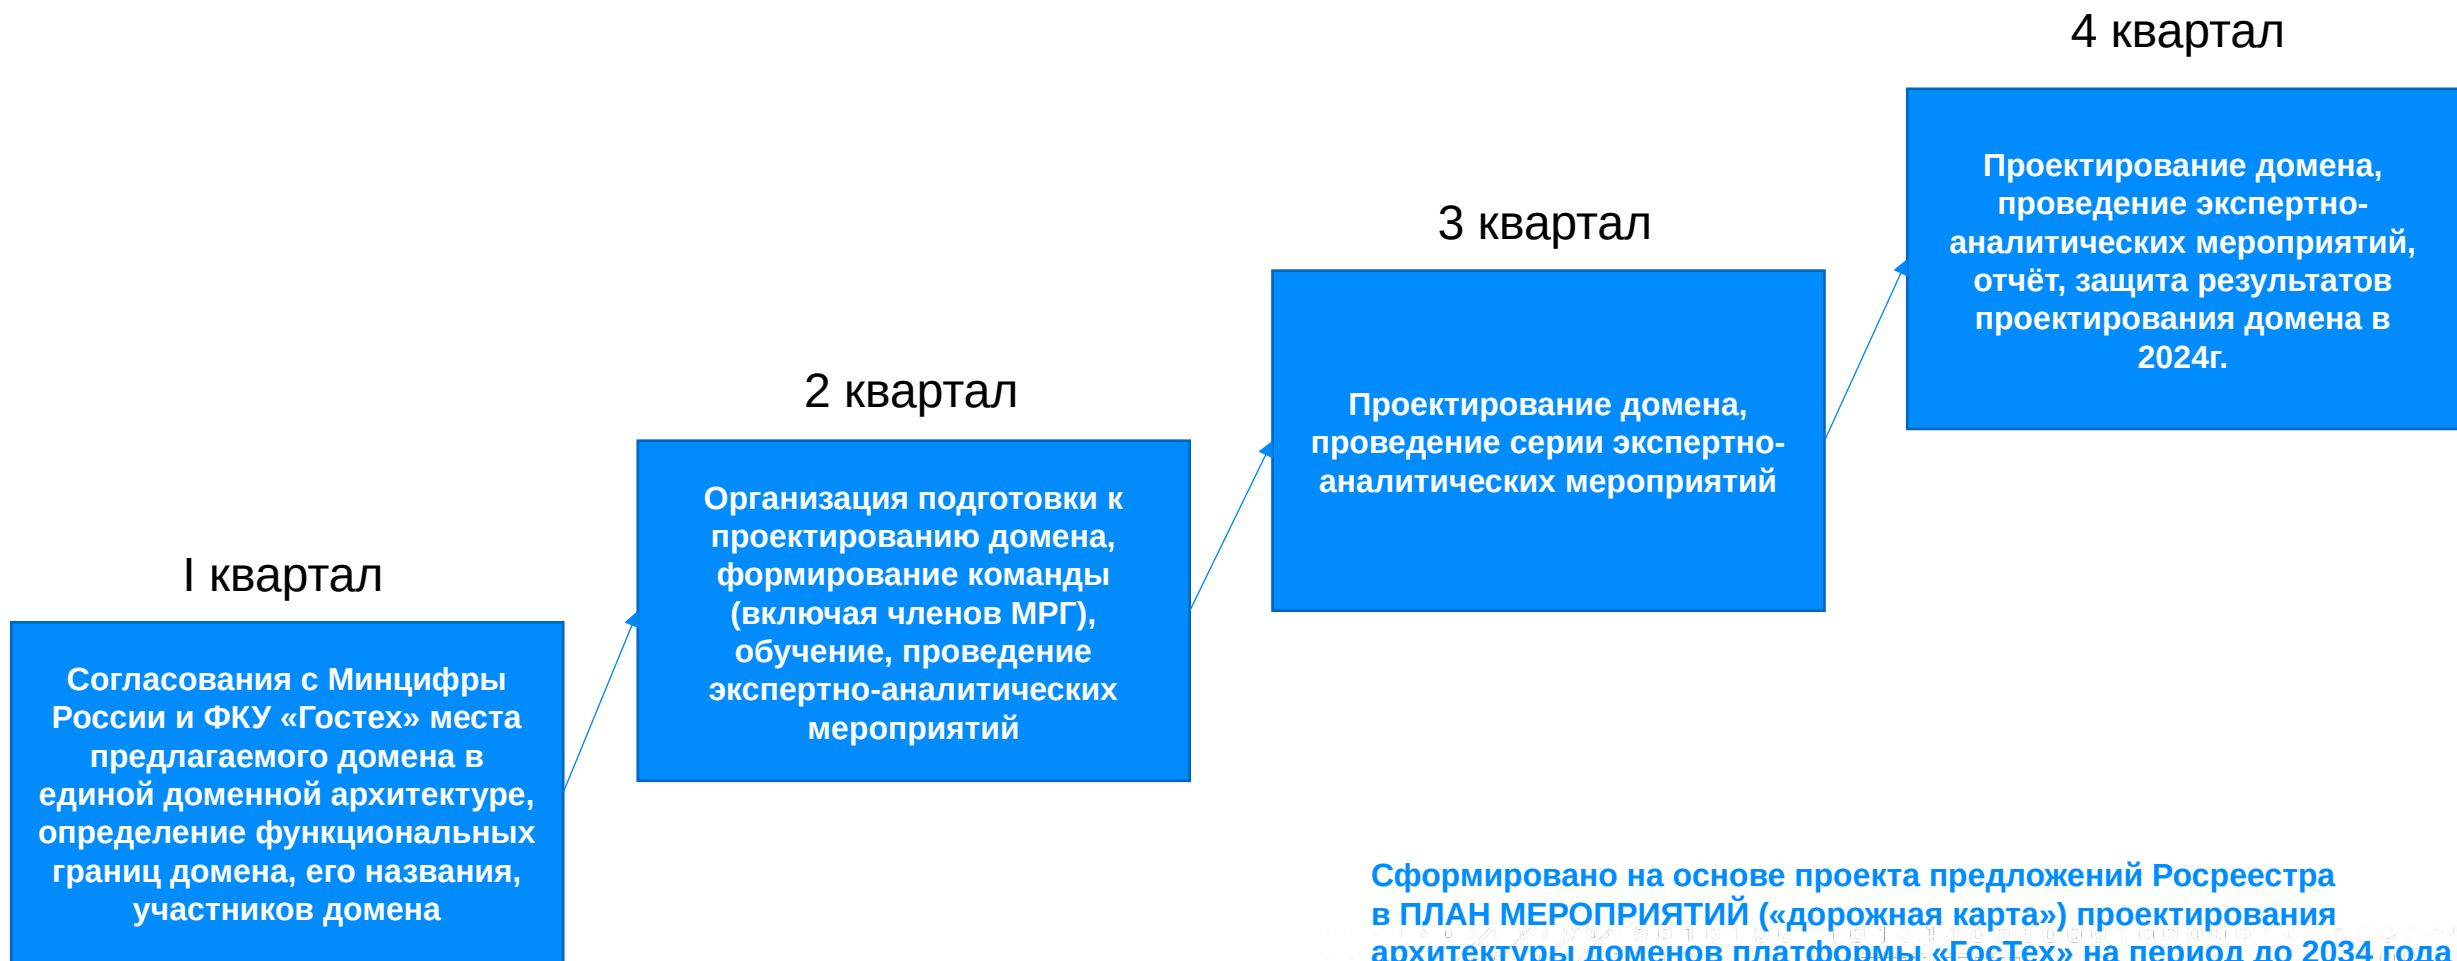 I квартал
Согласования с Минцифры
России и ФКУ «Гостех» места
предлагаемого домена в
единой доменной архитектуре,
определение функциональных
границ домена, его названия,
участников домена
2 квартал
Организация подготовки к
проектированию домена,
формирование команды
(включая членов МРГ),
обучение, проведение
экспертно-аналитических
мероприятий
3 квартал
Проектирование домена,
проведение серии экспертно-
аналитических мероприятий
4 квартал
Проектирование домена,
проведение экспертно-
аналитических мероприятий,
отчёт, защита результатов
проектирования домена в
2024г.
Сформировано на основе проекта предложений Росреестра
в ПЛАН МЕРОПРИЯТИЙ («дорожная карта») проектирования
архитектуры доменов платформы «ГосТех» на период до 2034 года